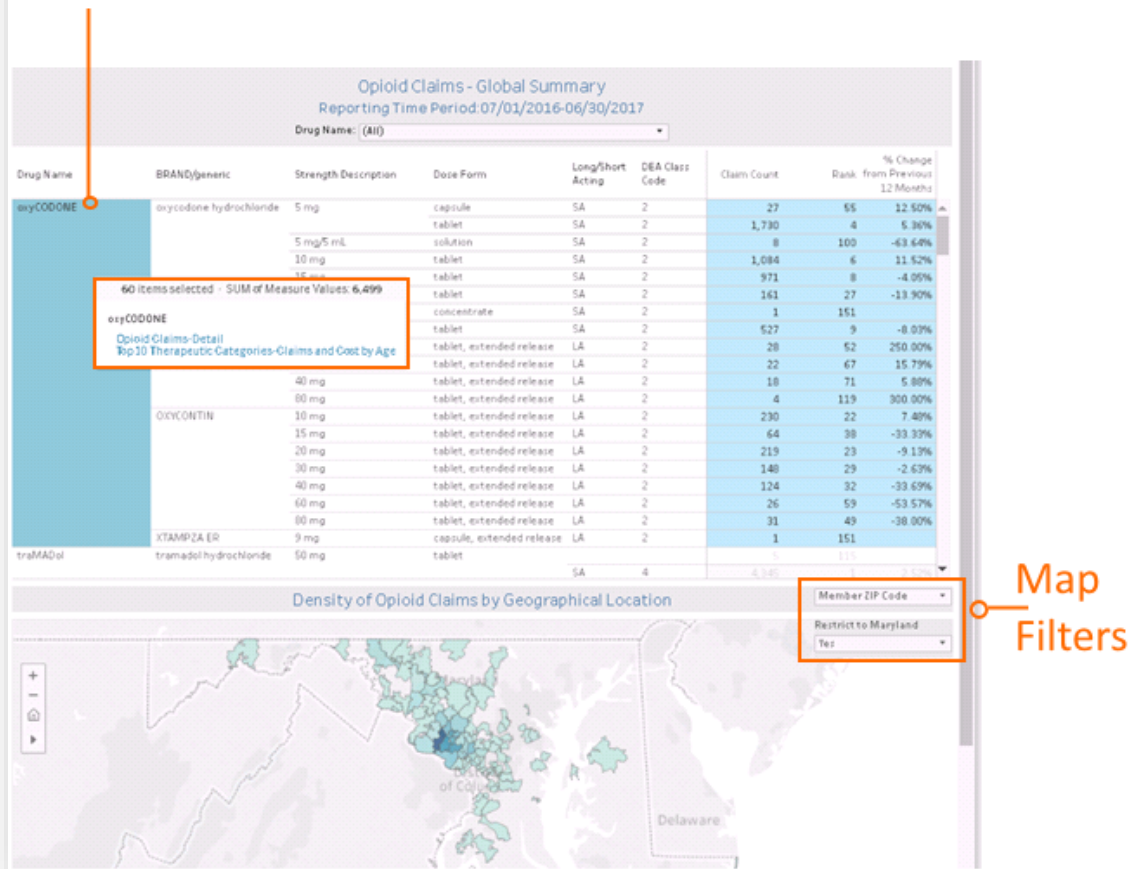 Opioid Claims - Global Summary
Reporting Time Period:07/01/2016-06/30/2017
Drug Name: (All)
Drug Name BRAND/generic Strength Description Dose Form Long/Short Acting DEA Class Code Claim Count Rank % Change from Previous 12 Months
oxyCODONE oxycodone hydrochloride 5 mg capsule SA 2 27 55 12.50%
tablet SA 2 1,730 4 5.36%
5 mg/5 mL solution SA 2 8 100 -63.64%
10 mg tablet SA 2 1,084 6 11.52%
15 mg tablet SA 2 971 8 -4.05%
60 items selected · SUM of Measure Values: 6,499
oxyCODONE
Opioid Claims-Detail
Top 10 Therapeutic Categories-Claims and Cost by Age
tablet SA 2 161 27 -13.90%
concentrate SA 2 1 151
tablet SA 2 527 9 -8.03%
tablet, extended release LA 2 28 52 250.00%
tablet, extended release LA 2 22 67 15.79%
40 mg tablet, extended release LA 2 18 71 5.88%
80 mg tablet, extended release LA 2 4 119 300.00%
OXYCONTIN 10 mg tablet, extended release LA 2 230 22 7.48%
15 mg tablet, extended release LA 2 64 38 -33.33%
20 mg tablet, extended release LA 2 219 23 -9.13%
30 mg tablet, extended release LA 2 148 29 -2.63%
40 mg tablet, extended release LA 2 124 32 -33.69%
60 mg tablet, extended release LA 2 26 59 -53.57%
80 mg tablet, extended release LA 2 31 49 -38.00%
XTAMPZA ER 9 mg capsule, extended release LA 2 1 151
traMADol tramadol hydrochloride 50 mg tablet 5 115
SA 4 4,345 1 2.52%
Density of Opioid Claims by Geographical Location
Member ZIP Code
Restrict to Maryland
Yes
Map
Filters
Maryland
of Colu
Delaware